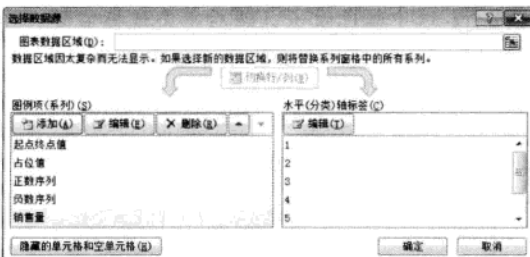 选择数据源
图表数据区域(D):
数据区域因太复杂而无法显示。如果选择新的数据区域，则将替换系列窗格中的所有系列。
切换行/列(W)
图例项(系列)(S)
水平(分类)轴标签(C)
添加(A) 编辑(E) 删除(R)
编辑(T)
起点终点值
1
占位值
2
正数序列
3
负数序列
4
销售量
5
隐藏的单元格和空单元格(H)
确定
取消